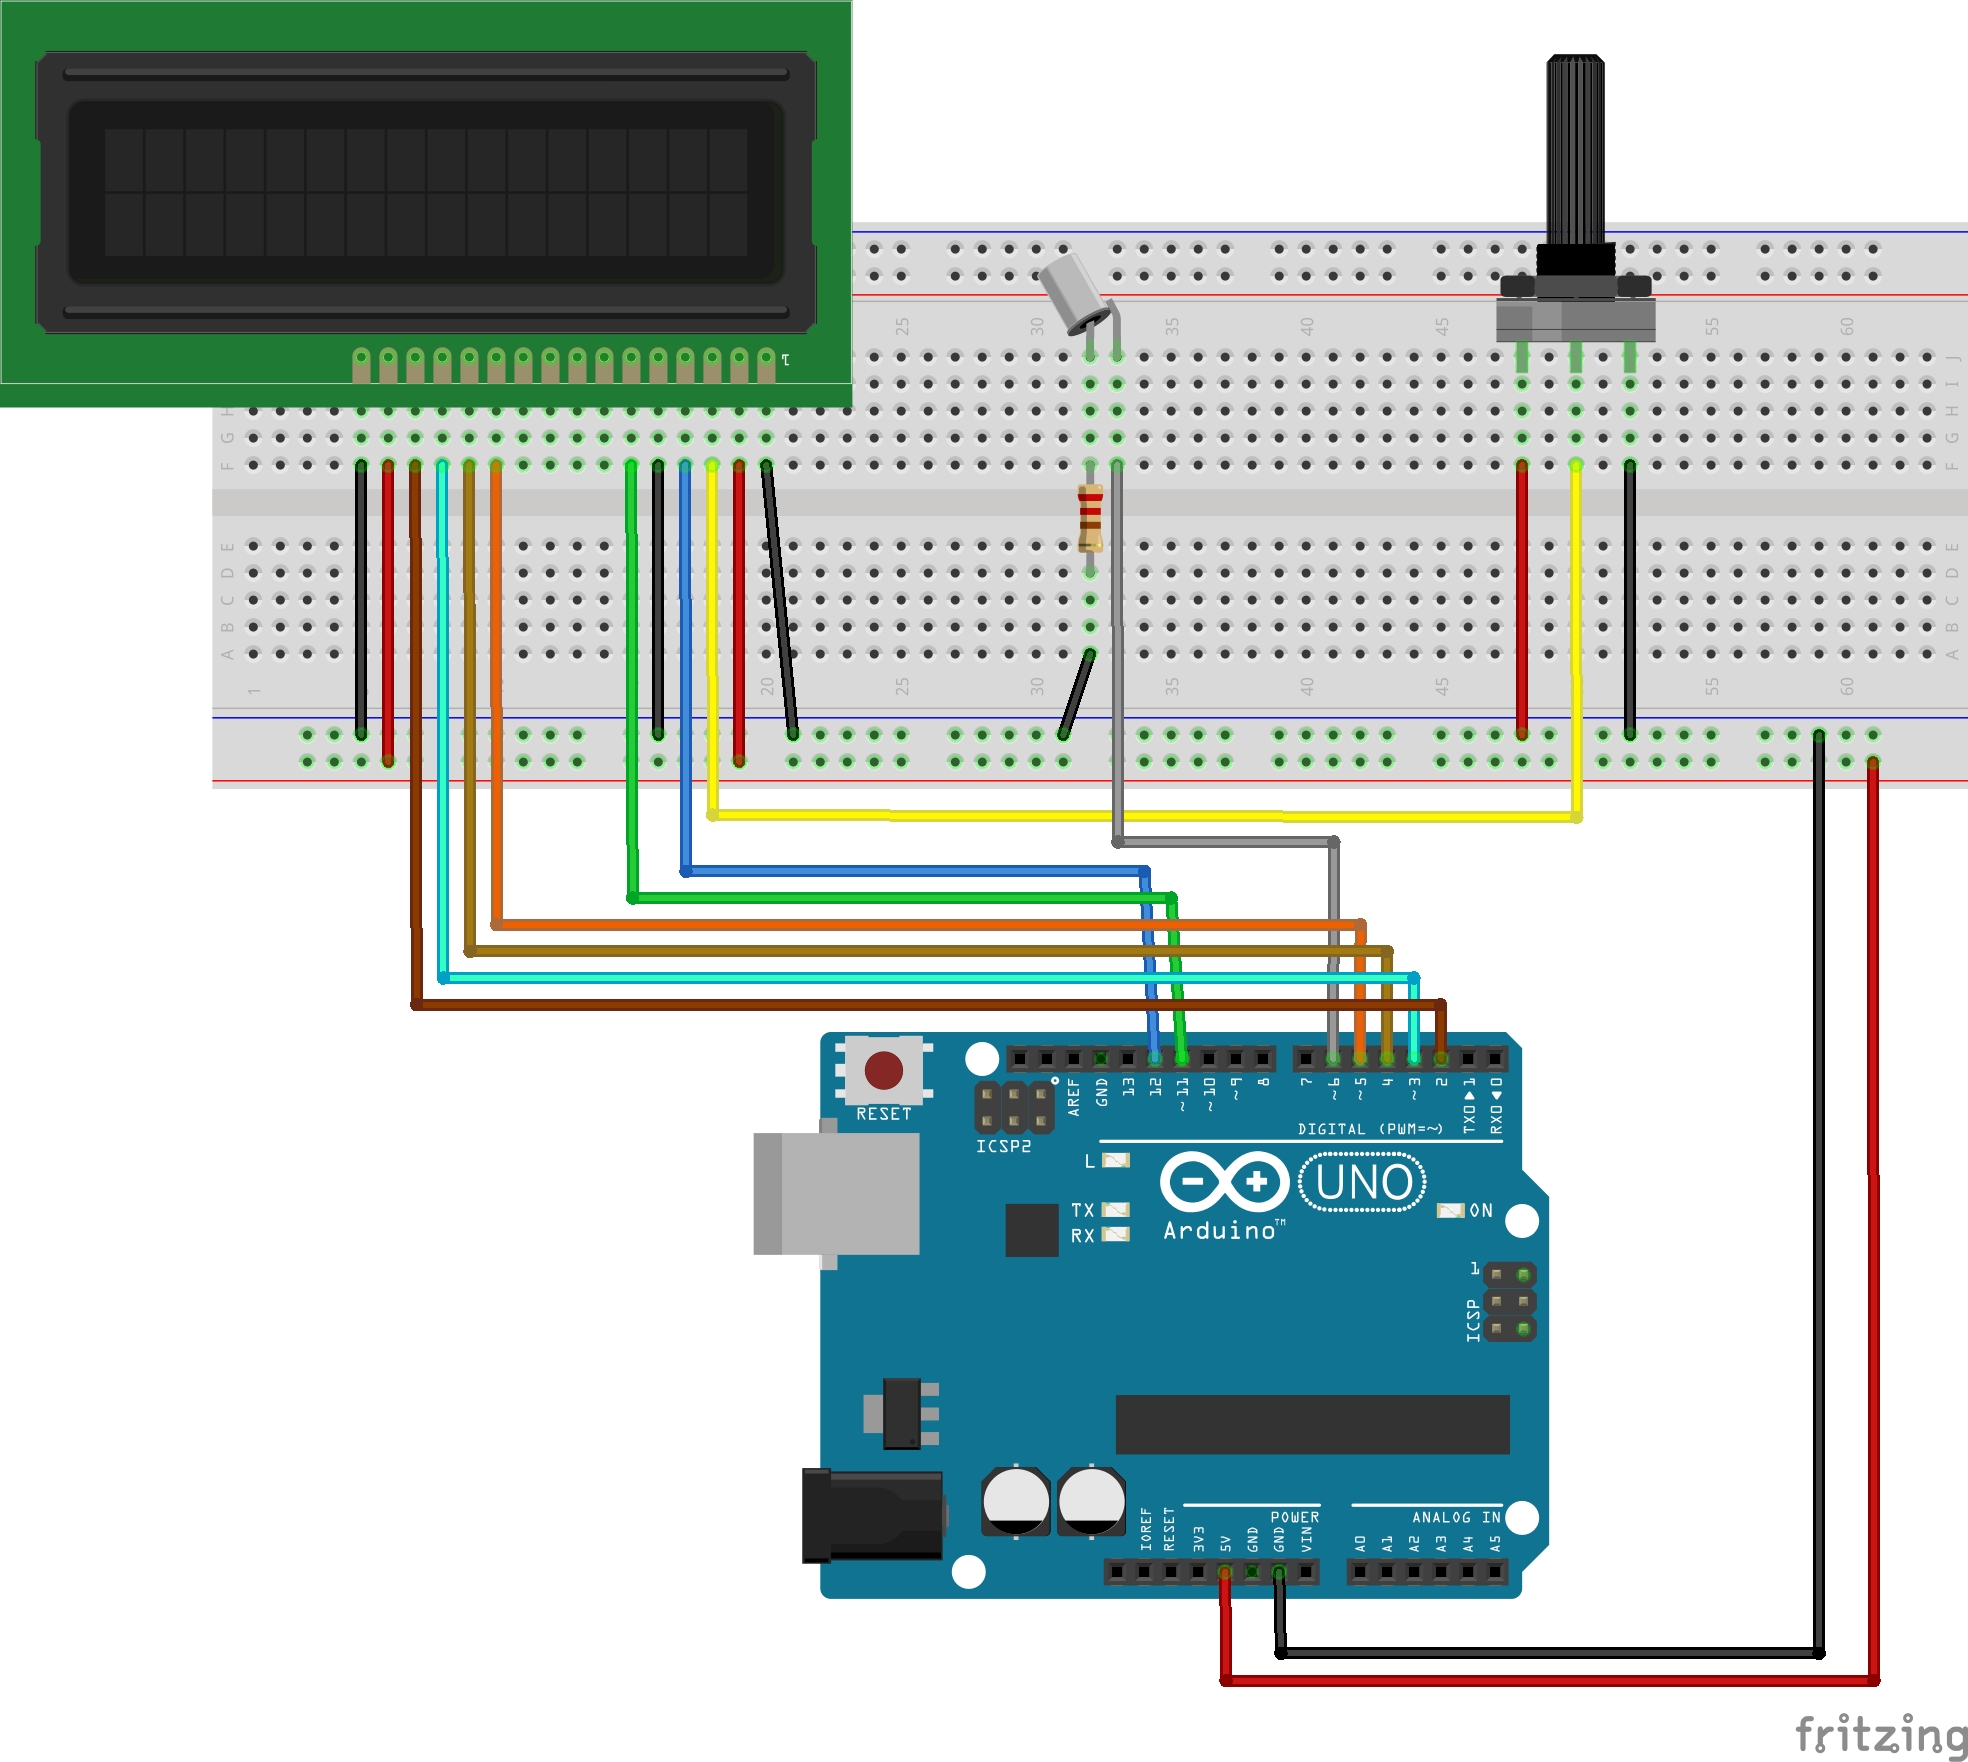 1
25
30
35
40
45
55
60
J
I
H
H
G
G
F
F
E
E
D
D
C
C
B
B
A
A
1
20
25
30
35
40
45
55
60
RESET
ICSP2
AREF
GND
13
12
~11
~10
~9
8
7
~6
~5
4
~3
2
TX0▶1
RX0◀0
DIGITAL (PWM=~)
L
TX
RX
Arduino™
UNO
ON
1
ICSP
IOREF
RESET
3V3
5V
GND
GND
VIN
POWER
ANALOG IN
A0
A1
A2
A3
A4
A5
fritzing